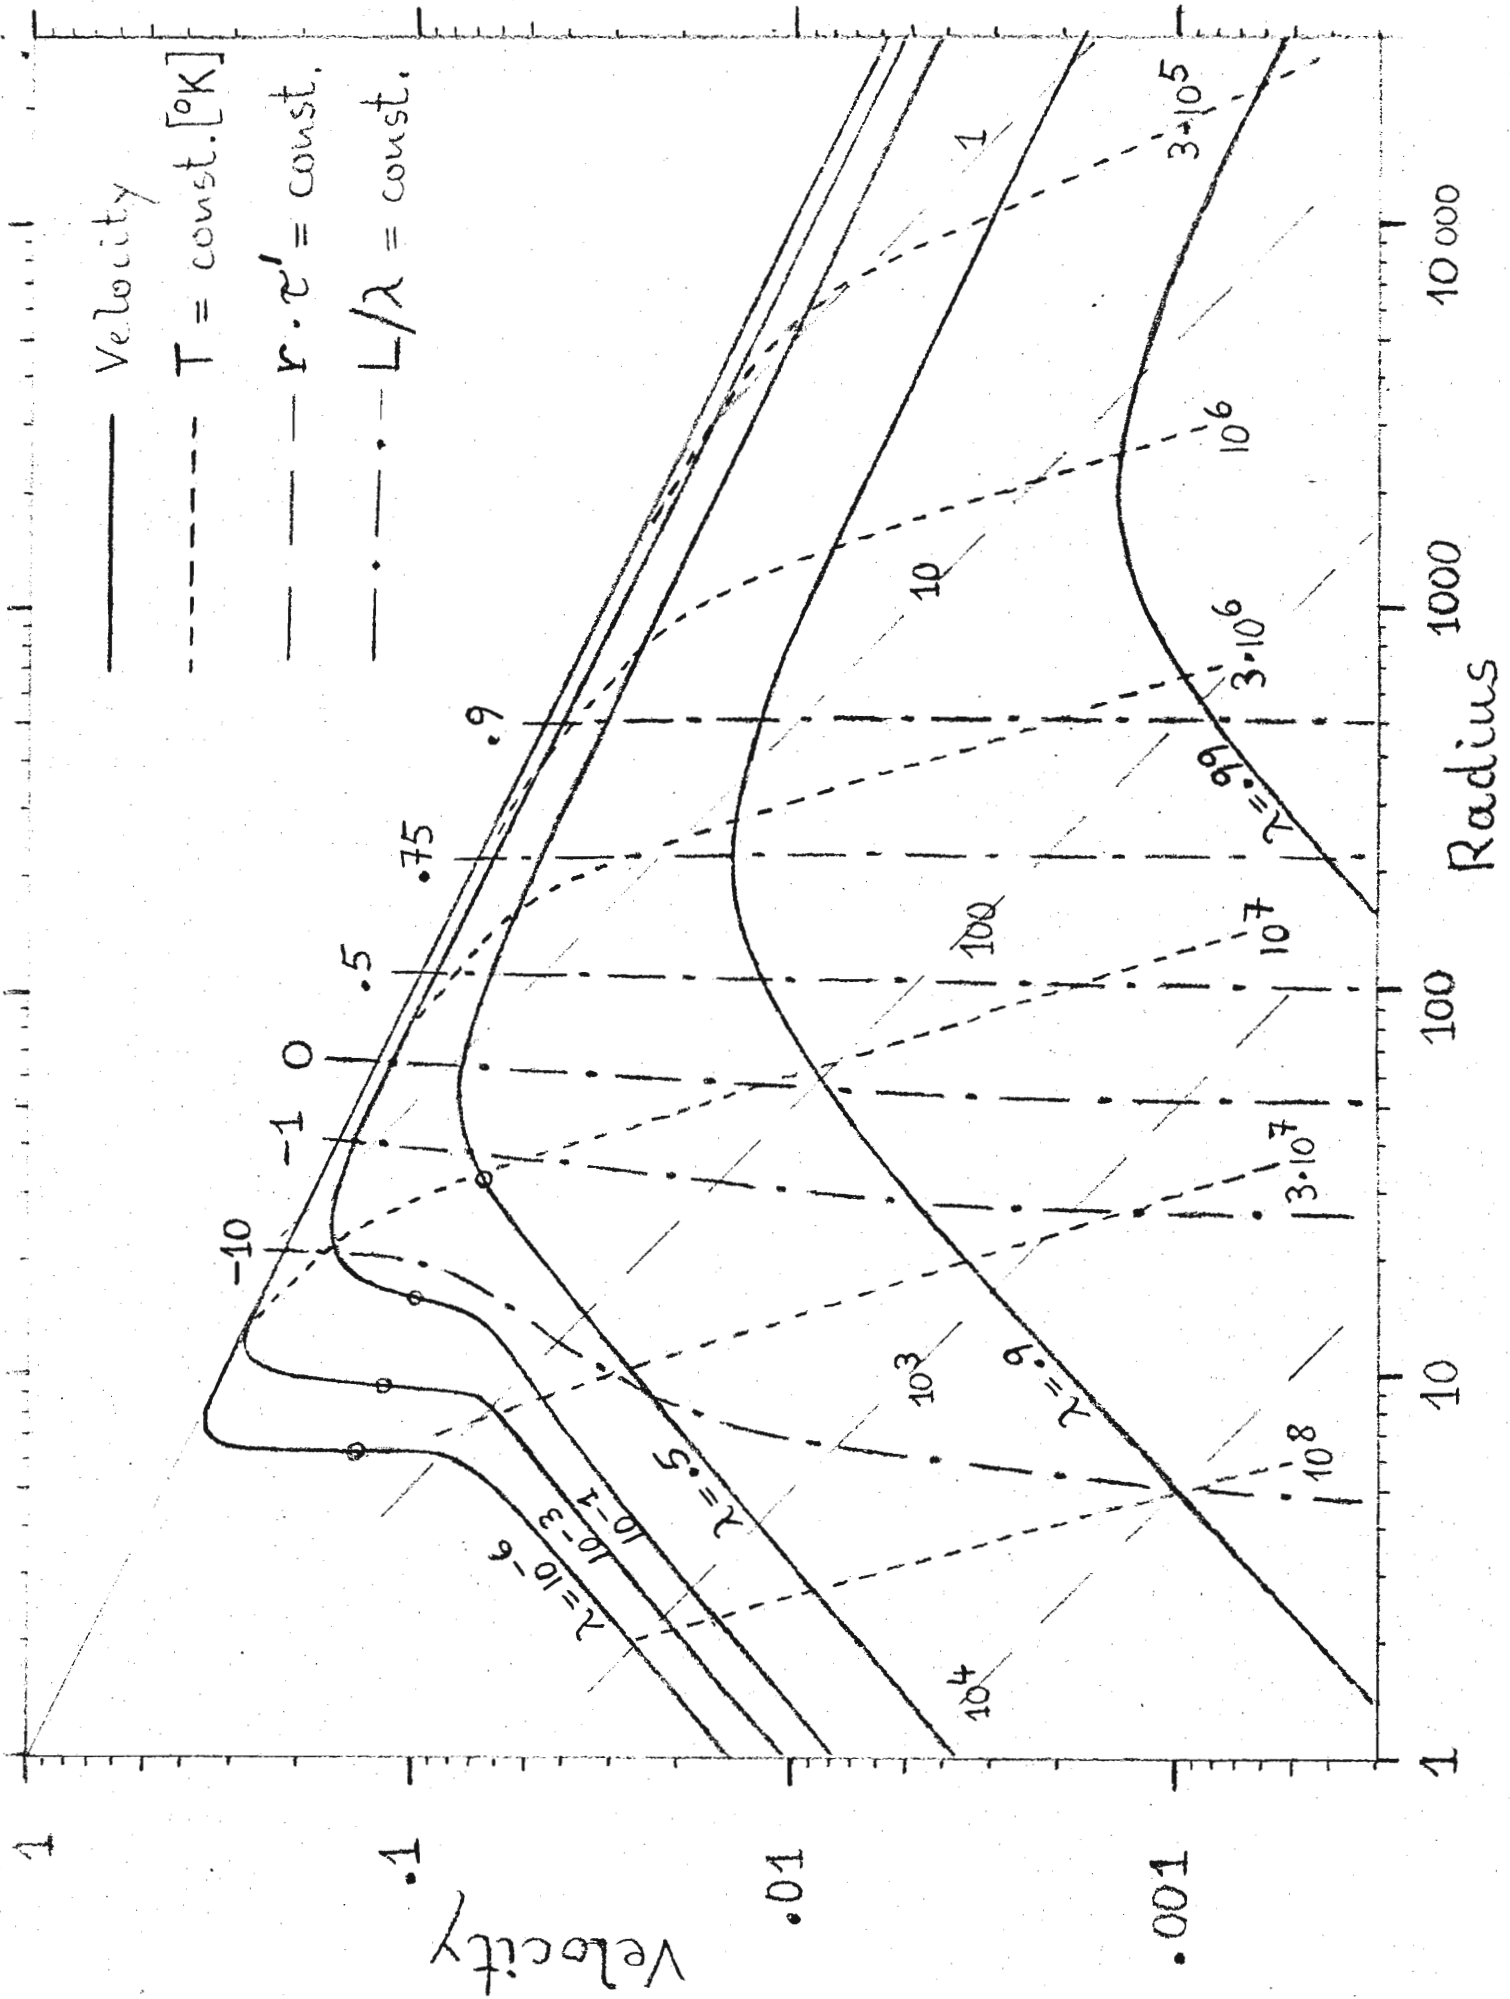 Velocity
T = const. [°K]
r · τ' = const.
L/λ = const.
1
.1
.01
.001
Velocity
-10
-1
0
.5
.75
.9
λ=10-6
10-3
10-1
λ=.5
λ=.9
λ=.99
10⁴
10³
100
10
1
10⁸
3·10⁷
10⁷
3·10⁶
10⁶
3·10⁵
1
10
100
1000
10 000
Radius